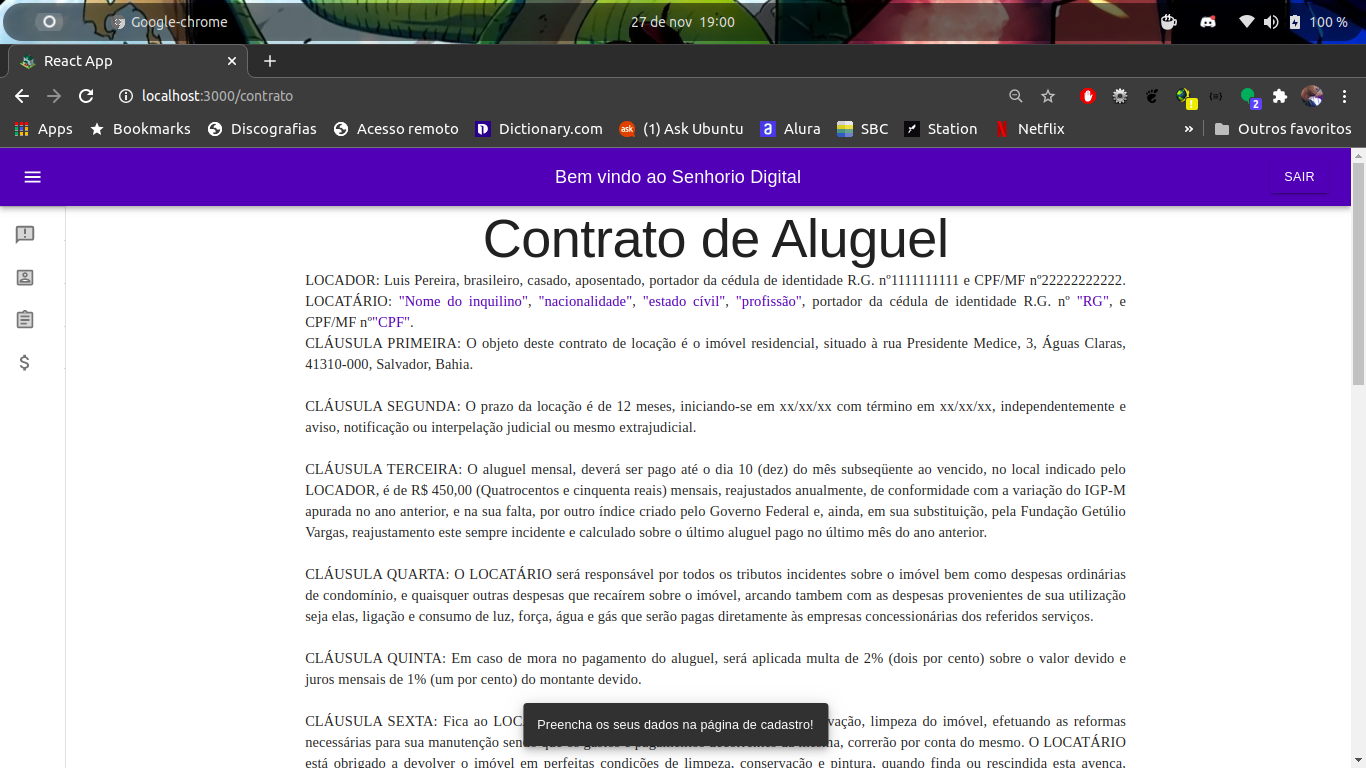 Google-chrome
27 de nov 19:00
100 %
React App
localhost:3000/contrato
Apps
Bookmarks
Discografias
Acesso remoto
Dictionary.com
ask
(1) Ask Ubuntu
a
Alura
SBC
Station
Netflix
»
Outros favoritos
2
Bem vindo ao Senhorio Digital
SAIR
Contrato de Aluguel
LOCADOR: Luis Pereira, brasileiro, casado, aposentado, portador da cédula de identidade R.G. nº1111111111 e CPF/MF nº22222222222.
LOCATÁRIO: "Nome do inquilino", "nacionalidade", "estado cívil", "profissão", portador da cédula de identidade R.G. nº "RG", e
CPF/MF nº"CPF".
CLÁUSULA PRIMEIRA: O objeto deste contrato de locação é o imóvel residencial, situado à rua Presidente Medice, 3, Águas Claras,
41310-000, Salvador, Bahia.
CLÁUSULA SEGUNDA: O prazo da locação é de 12 meses, iniciando-se em xx/xx/xx com término em xx/xx/xx, independentemente e
aviso, notificação ou interpelação judicial ou mesmo extrajudicial.
CLÁUSULA TERCEIRA: O aluguel mensal, deverá ser pago até o dia 10 (dez) do mês subseqüente ao vencido, no local indicado pelo
LOCADOR, é de R$ 450,00 (Quatrocentos e cinquenta reais) mensais, reajustados anualmente, de conformidade com a variação do IGP-M
apurada no ano anterior, e na sua falta, por outro índice criado pelo Governo Federal e, ainda, em sua substituição, pela Fundação Getúlio
Vargas, reajustamento este sempre incidente e calculado sobre o último aluguel pago no último mês do ano anterior.
CLÁUSULA QUARTA: O LOCATÁRIO será responsável por todos os tributos incidentes sobre o imóvel bem como despesas ordinárias
de condomínio, e quaisquer outras despesas que recaírem sobre o imóvel, arcando tambem com as despesas provenientes de sua utilização
seja elas, ligação e consumo de luz, força, água e gás que serão pagas diretamente às empresas concessionárias dos referidos serviços.
CLÁUSULA QUINTA: Em caso de mora no pagamento do aluguel, será aplicada multa de 2% (dois por cento) sobre o valor devido e
juros mensais de 1% (um por cento) do montante devido.
CLÁUSULA SEXTA: Fica ao vação, limpeza do imóvel, efetuando as reformas
Preencha os seus dados na página de cadastro!
necessárias para sua manutenção correrão por conta do mesmo. O LOCATÁRIO
está obrigado a devolver o imóvel em perfeitas condições de limpeza, conservação e pintura, quando finda ou rescindida esta avença,